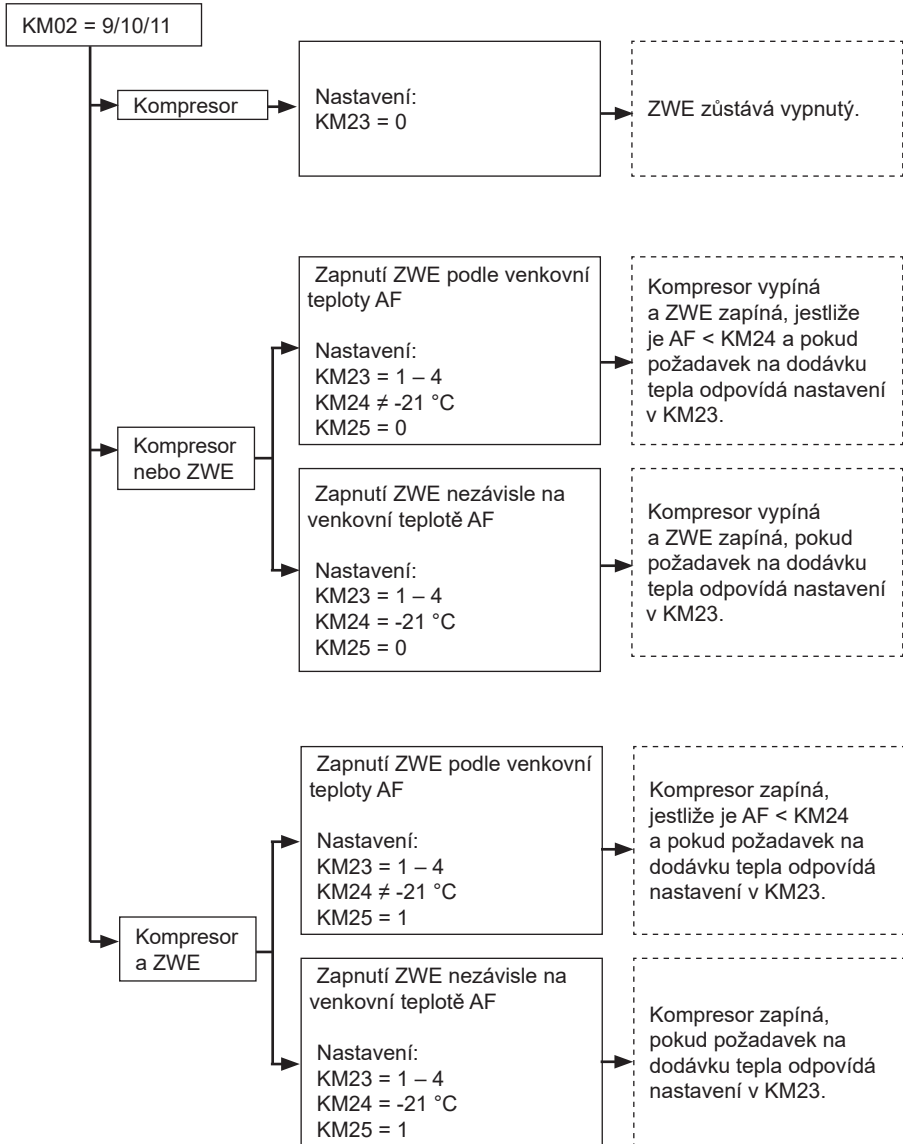 KM02 = 9/10/11
Kompresor
Nastavení:
KM23 = 0
ZWE zůstává vypnutý.
Kompresor
nebo ZWE
Zapnutí ZWE podle venkovní
teploty AF
Nastavení:
KM23 = 1 – 4
KM24 ≠ -21 °C
KM25 = 0
Kompresor vypíná
a ZWE zapíná, jestliže
je AF < KM24 a pokud
požadavek na dodávku
tepla odpovídá nastavení
v KM23.
Zapnutí ZWE nezávisle na
venkovní teplotě AF
Nastavení:
KM23 = 1 – 4
KM24 = -21 °C
KM25 = 0
Kompresor vypíná
a ZWE zapíná, pokud
požadavek na dodávku
tepla odpovídá nastavení
v KM23.
Kompresor
a ZWE
Zapnutí ZWE podle venkovní
teploty AF
Nastavení:
KM23 = 1 – 4
KM24 ≠ -21 °C
KM25 = 1
Kompresor zapíná,
jestliže je AF < KM24
a pokud požadavek na
dodávku tepla odpovídá
nastavení v KM23.
Zapnutí ZWE nezávisle na
venkovní teplotě AF
Nastavení:
KM23 = 1 – 4
KM24 = -21 °C
KM25 = 1
Kompresor zapíná,
pokud požadavek na
dodávku tepla odpovídá
nastavení v KM23.